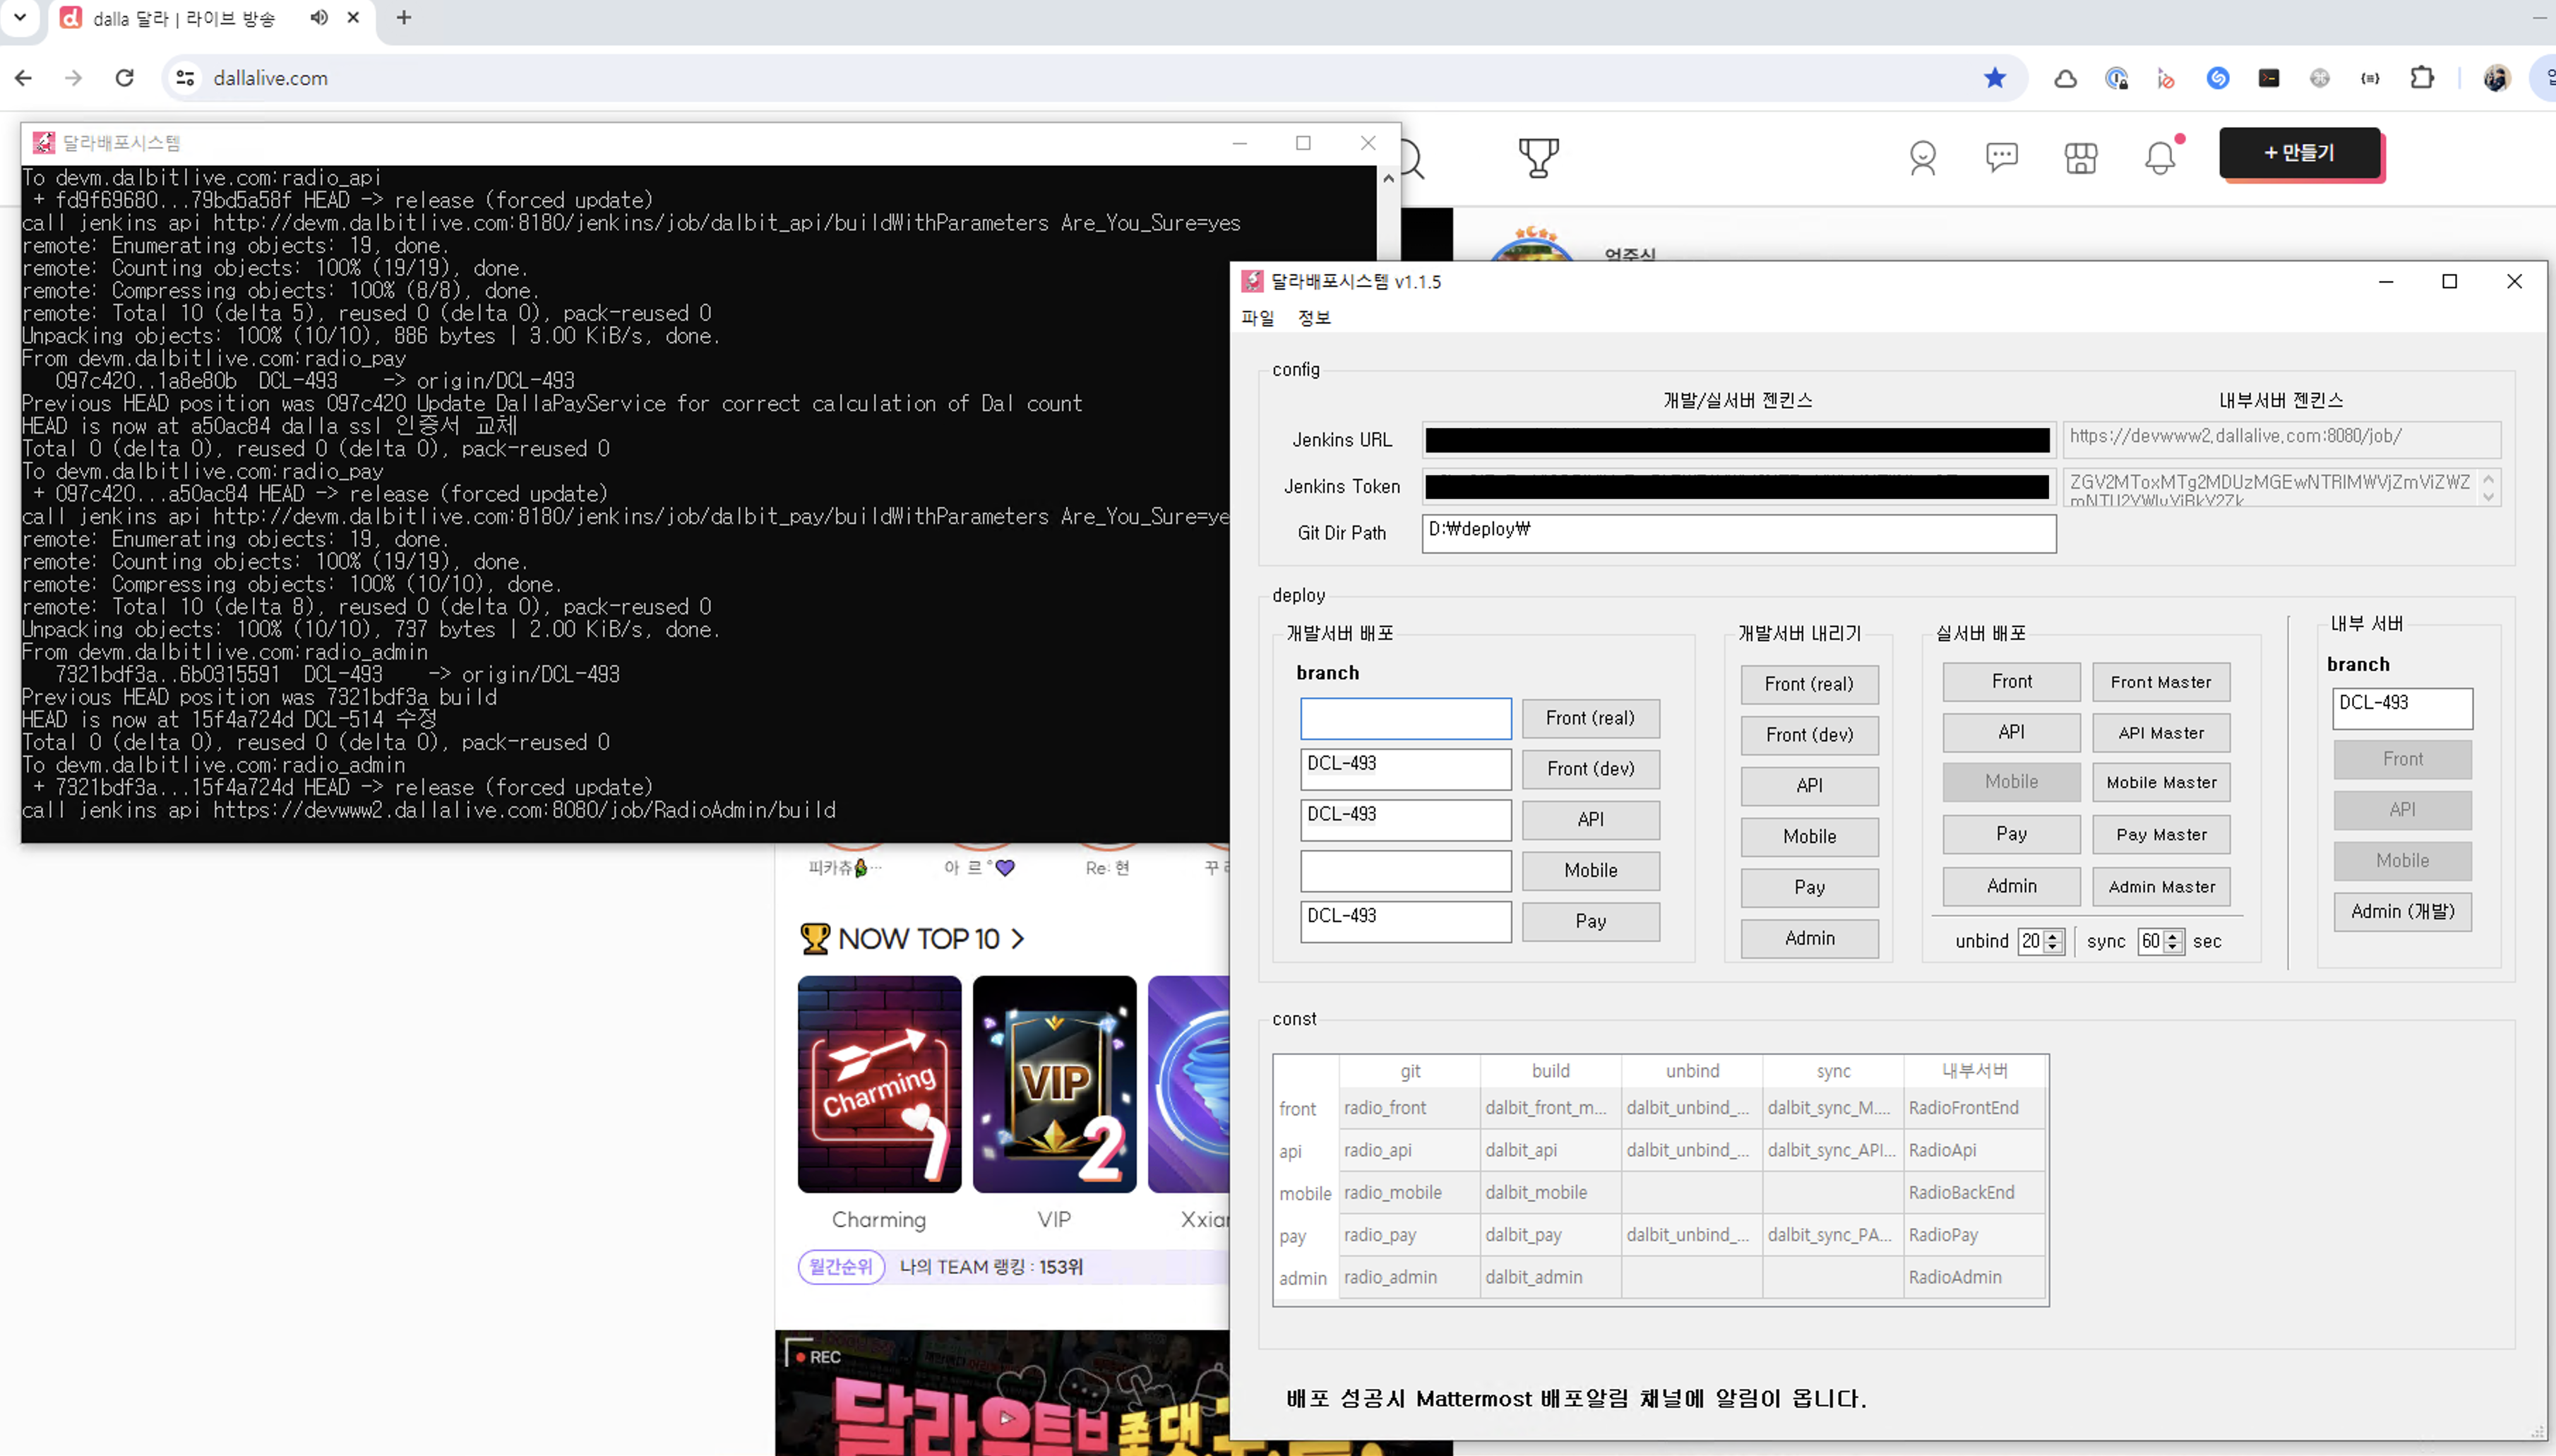 dalla 달라 | 라이브 방송
dallalive.com
달라배포시스템
To devm.dalbitlive.com:radio_api
+ fd9f69680...79bd5a58f HEAD -> release (forced update)
call jenkins api http://devm.dalbitlive.com:8180/jenkins/job/dalbit_api/buildWithParameters Are_You_Sure=yes
remote: Enumerating objects: 19, done.
remote: Counting objects: 100% (19/19), done.
remote: Compressing objects: 100% (8/8), done.
remote: Total 10 (delta 5), reused 0 (delta 0), pack-reused 0
Unpacking objects: 100% (10/10), 886 bytes | 3.00 KiB/s, done.
From devm.dalbitlive.com:radio_pay
097c420..1a8e80b  DCL-493    -> origin/DCL-493
Previous HEAD position was 097c420 Update DallaPayService for correct calculation of Dal count
HEAD is now at a50ac84 dalla ssl 인증서 교체
Total 0 (delta 0), reused 0 (delta 0), pack-reused 0
To devm.dalbitlive.com:radio_pay
+ 097c420...a50ac84 HEAD -> release (forced update)
call jenkins api http://devm.dalbitlive.com:8180/jenkins/job/dalbit_pay/buildWithParameters Are_You_Sure=ye
remote: Enumerating objects: 19, done.
remote: Counting objects: 100% (19/19), done.
remote: Compressing objects: 100% (10/10), done.
remote: Total 10 (delta 8), reused 0 (delta 0), pack-reused 0
Unpacking objects: 100% (10/10), 737 bytes | 2.00 KiB/s, done.
From devm.dalbitlive.com:radio_admin
7321bdf3a..6b0315591  DCL-493    -> origin/DCL-493
Previous HEAD position was 7321bdf3a build
HEAD is now at 15f4a724d DCL-514 수정
Total 0 (delta 0), reused 0 (delta 0), pack-reused 0
To devm.dalbitlive.com:radio_admin
+ 7321bdf3a...15f4a724d HEAD -> release (forced update)
call jenkins api https://devwww2.dallalive.com:8080/job/RadioAdmin/build
+ 만들기
엄주식
달라배포시스템 v1.1.5
파일 정보
config
개발/실서버 젠킨스 내부서버 젠킨스
Jenkins URL https://devwww2.dallalive.com:8080/job/
Jenkins Token ZGV2MToxMTg2MDUzMGEwNTRlMWVjZmViZWZ
Git Dir Path D:₩deploy₩
deploy
개발서버 배포 개발서버 내리기 실서버 배포 내부 서버
branch branch
Front (real) Front (real) Front Front Master DCL-493
DCL-493 Front (dev) Front (dev) API API Master Front
DCL-493 API API Mobile Mobile Master API
Mobile Mobile Pay Pay Master Mobile
DCL-493 Pay Pay Admin Admin Master Admin (개발)
Admin unbind 20 sync 60 sec
const
git build unbind sync 내부서버
front radio_front dalbit_front_m... dalbit_unbind_... dalbit_sync_M.... RadioFrontEnd
api radio_api dalbit_api dalbit_unbind_... dalbit_sync_API... RadioApi
mobile radio_mobile dalbit_mobile RadioBackEnd
pay radio_pay dalbit_pay dalbit_unbind_... dalbit_sync_PA... RadioPay
admin radio_admin dalbit_admin RadioAdmin
배포 성공시 Mattermost 배포알림 채널에 알림이 옵니다.
피카츄… 아 르 ° Re: 현 꾸
NOW TOP 10 >
Charming 1 VIP 2
Charming VIP Xxiar
월간순위 나의 TEAM 랭킹 : 153위
REC
달라유튜브